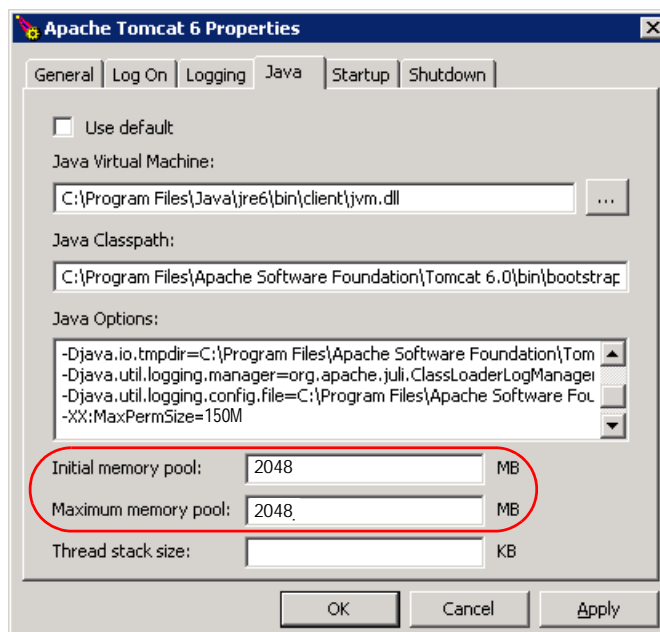 Apache Tomcat 6 Properties
General Log On Logging Java Startup Shutdown
Use default
Java Virtual Machine:
C:\Program Files\Java\jre6\bin\client\jvm.dll ...
Java Classpath:
C:\Program Files\Apache Software Foundation\Tomcat 6.0\bin\bootstrap
Java Options:
-Djava.io.tmpdir=C:\Program Files\Apache Software Foundation\Tom
-Djava.util.logging.manager=org.apache.juli.ClassLoaderLogManager
-Djava.util.logging.config.file=C:\Program Files\Apache Software Fou
-XX:MaxPermSize=150M
Initial memory pool: 2048 MB
Maximum memory pool: 2048. MB
Thread stack size: KB
OK Cancel Apply